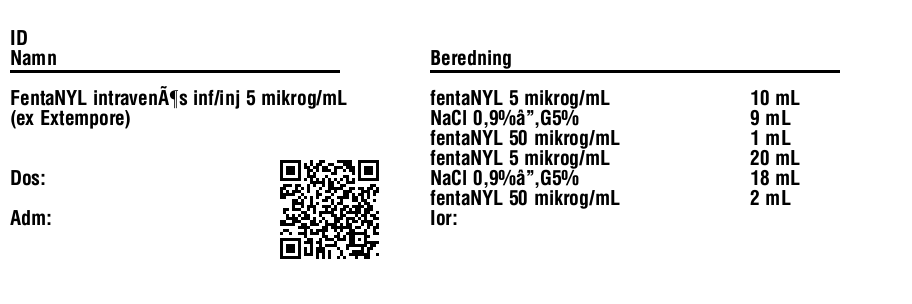 ID
Namn
FentaNYL intravenÃ¶s inf/inj 5 mikrog/mL
(ex Extempore)
Dos:
Adm:
Beredning
fentaNYL 5 mikrog/mL 10 mL
NaCl 0,9%â”‚G5% 9 mL
fentaNYL 50 mikrog/mL 1 mL
fentaNYL 5 mikrog/mL 20 mL
NaCl 0,9%â”‚G5% 18 mL
fentaNYL 50 mikrog/mL 2 mL
Ior: